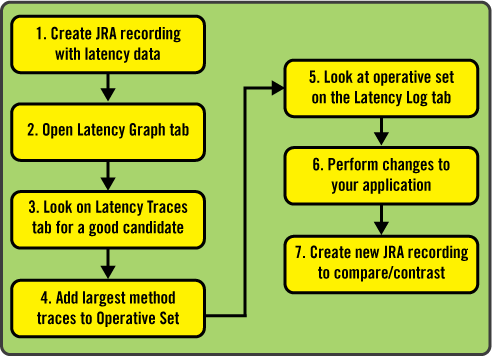 1. Create JRA recording
with latency data
2. Open Latency Graph tab
3. Look on Latency Traces
tab for a good candidate
4. Add largest method
traces to Operative Set
5. Look at operative set
on the Latency Log tab
6. Perform changes to
your application
7. Create new JRA recording
to compare/contrast